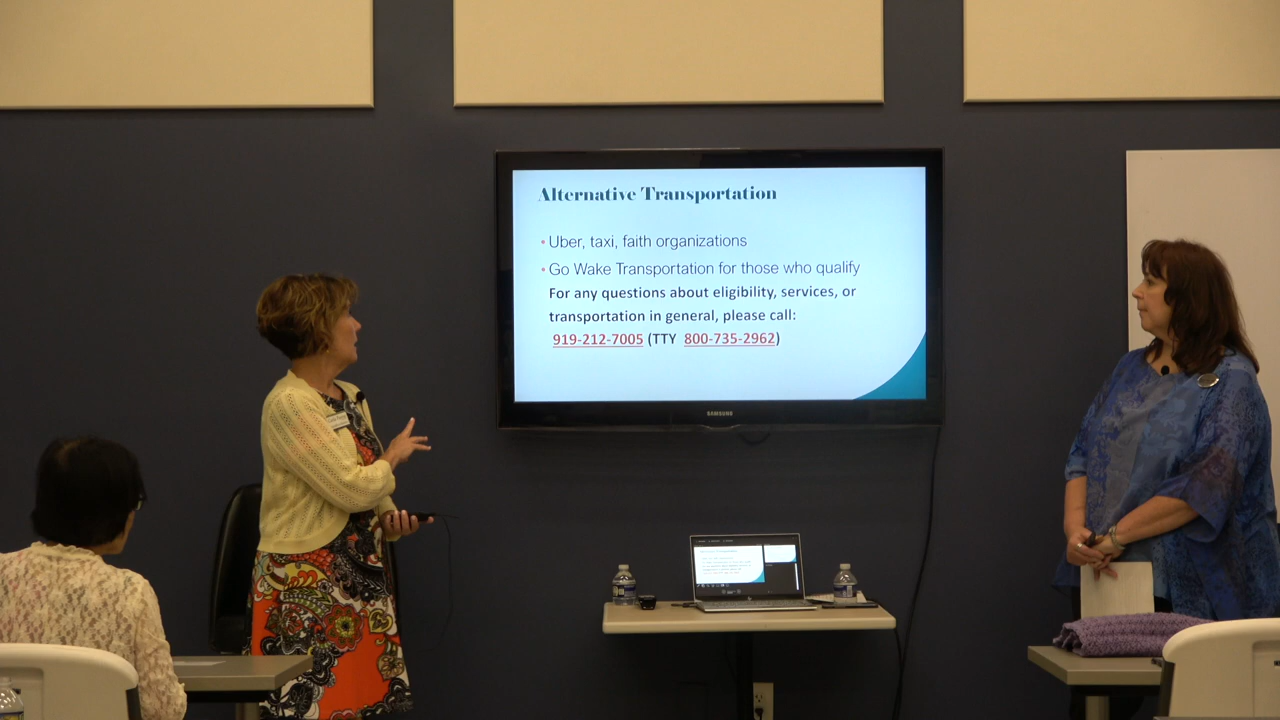 Alternative Transportation
• Uber, taxi, faith organizations
• Go Wake Transportation for those who qualify
For any questions about eligibility, services, or
transportation in general, please call:
919-212-7005 (TTY 800-735-2962)
SAMSUNG